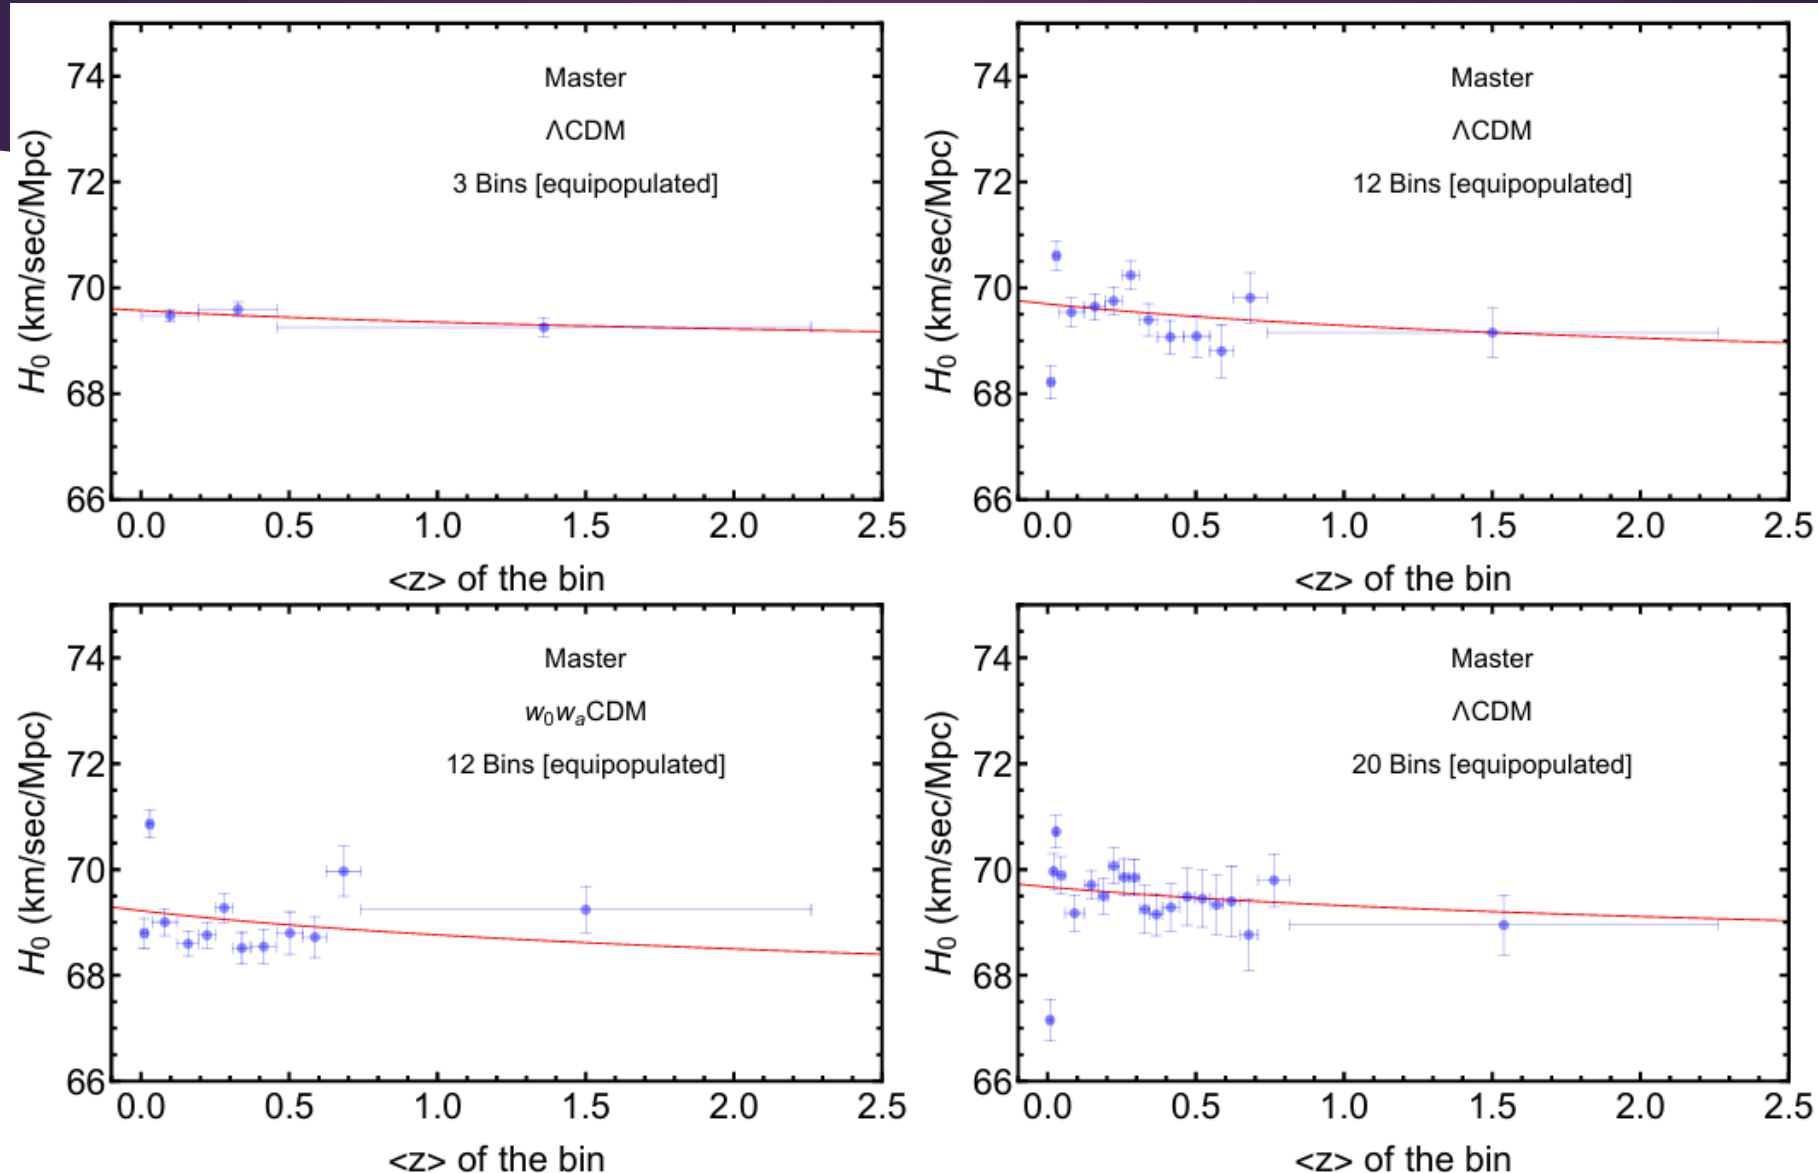 74
72
70
68
66
H₀ (km/sec/Mpc)
Master
ΛCDM
3 Bins [equipopulated]
0.0 0.5 1.0 1.5 2.0 2.5
<z> of the bin
74
72
70
68
66
H₀ (km/sec/Mpc)
Master
ΛCDM
12 Bins [equipopulated]
0.0 0.5 1.0 1.5 2.0 2.5
<z> of the bin
74
72
70
68
66
H₀ (km/sec/Mpc)
Master
w₀wₐCDM
12 Bins [equipopulated]
0.0 0.5 1.0 1.5 2.0 2.5
<z> of the bin
74
72
70
68
66
H₀ (km/sec/Mpc)
Master
ΛCDM
20 Bins [equipopulated]
0.0 0.5 1.0 1.5 2.0 2.5
<z> of the bin